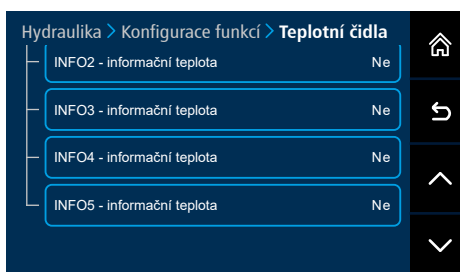 Hydraulika > Konfigurace funkcí > Teplotní čidla
INFO2 - informační teplota Ne
INFO3 - informační teplota Ne
INFO4 - informační teplota Ne
INFO5 - informační teplota Ne